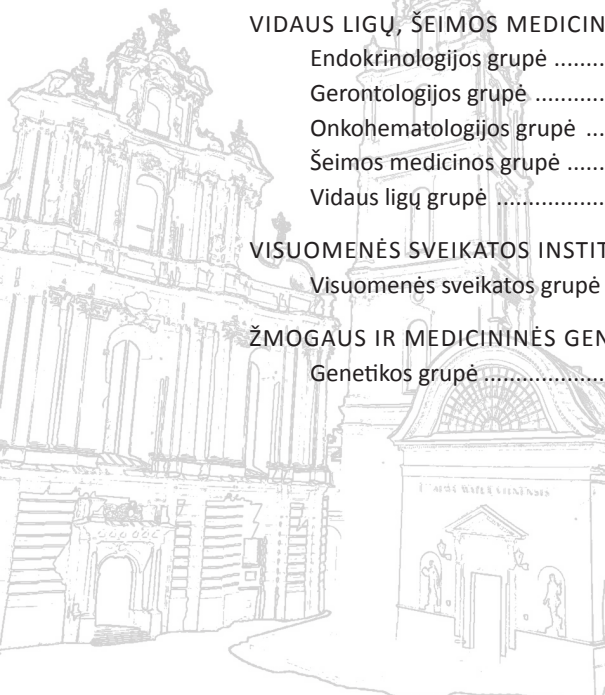 VIDAUS LIGŲ, ŠEIMOS MEDICIN
Endokrinologijos grupė ........
Gerontologijos grupė ...........
Onkohematologijos grupė ...
Šeimos medicinos grupė ......
Vidaus ligų grupė .................
VISUOMENĖS SVEIKATOS INSTIT
Visuomenės sveikatos grupė
ŽMOGAUS IR MEDICININĖS GEN
Genetikos grupė ...................